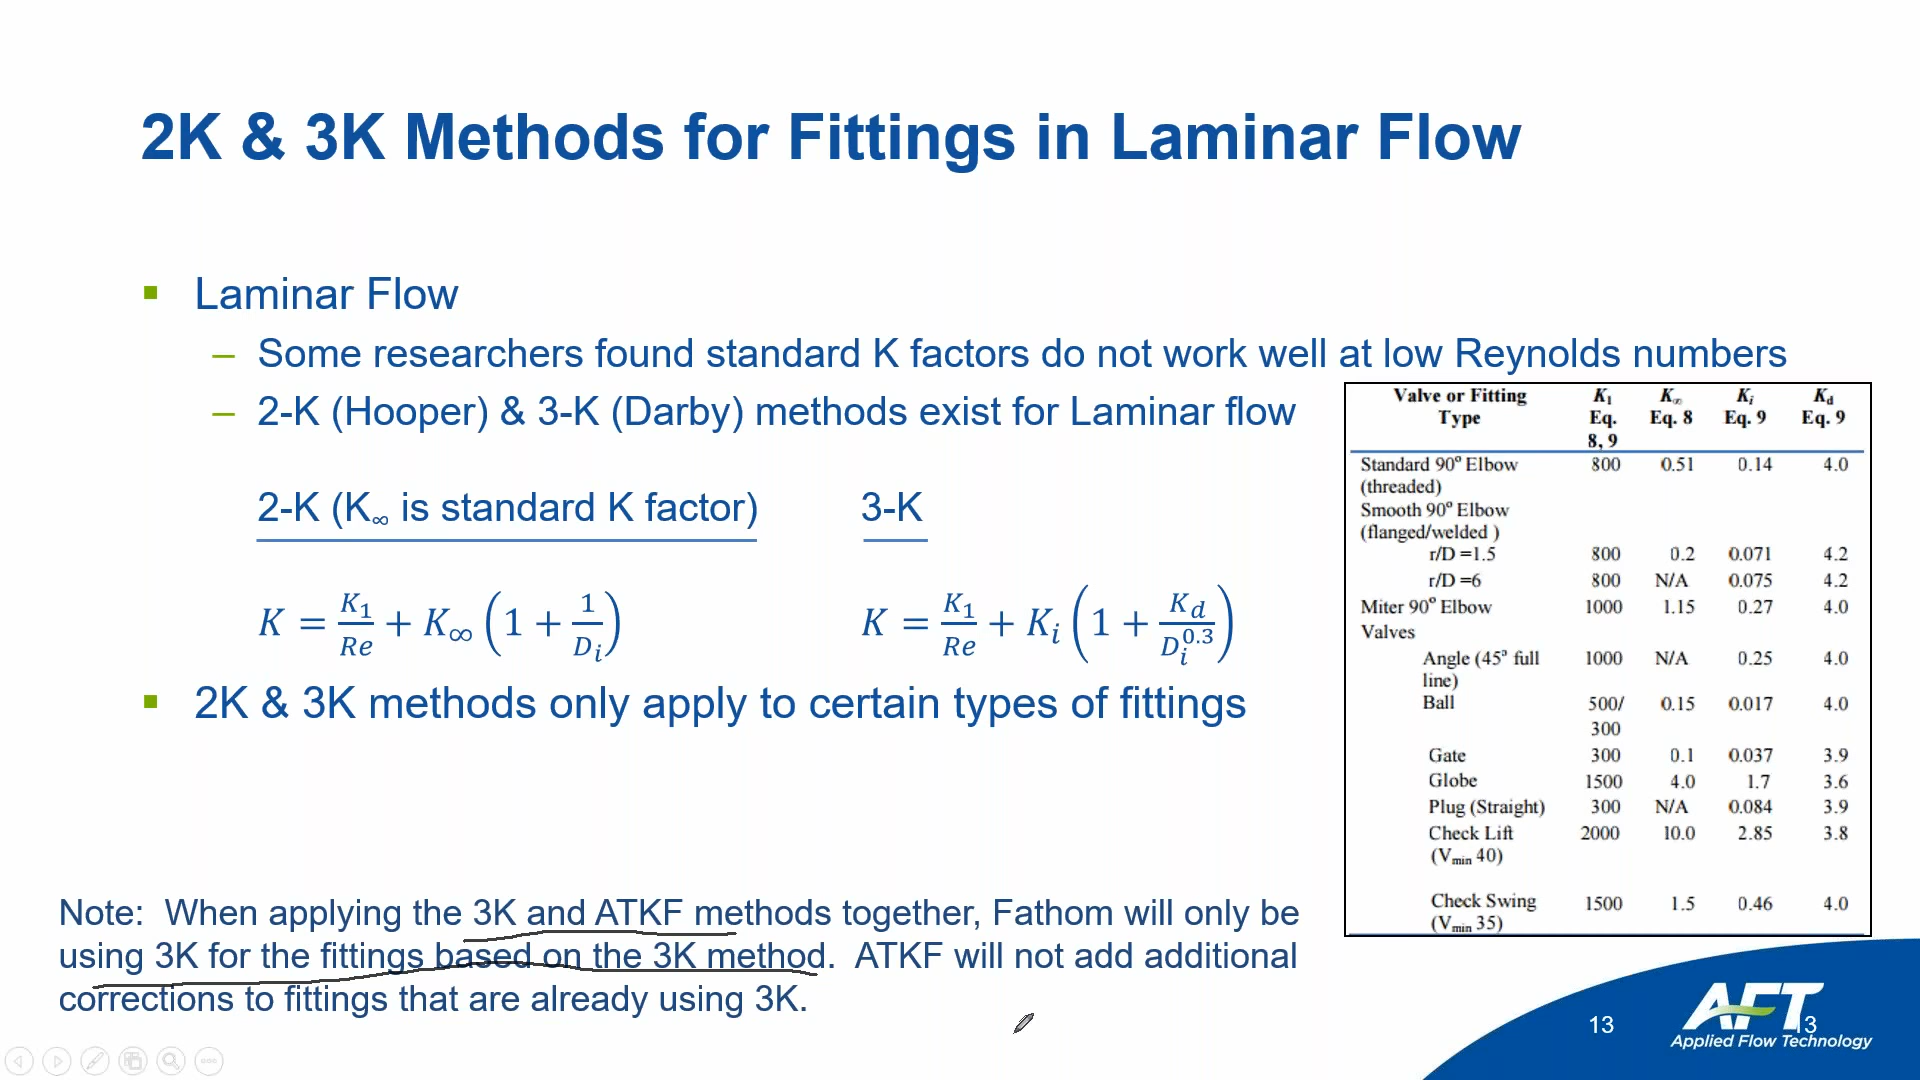 2K & 3K Methods for Fittings in Laminar Flow
Laminar Flow
– Some researchers found standard K factors do not work well at low Reynolds numbers
– 2-K (Hooper) & 3-K (Darby) methods exist for Laminar flow
2-K (K∞ is standard K factor)
3-K
K = K₁/Re + K∞ (1 + 1/Dᵢ)
K = K₁/Re + Kᵢ (1 + K_d/Dᵢ^0.3)
2K & 3K methods only apply to certain types of fittings
Note: When applying the 3K and ATKF methods together, Fathom will only be
using 3K for the fittings based on the 3K method. ATKF will not add additional
corrections to fittings that are already using 3K.
Valve or Fitting K₁ K∞ Kᵢ K_d
Type Eq. Eq. 8 Eq. 9 Eq. 9
8, 9
Standard 90º Elbow 800 0.51 0.14 4.0
(threaded)
Smooth 90º Elbow
(flanged/welded )
r/D =1.5 800 0.2 0.071 4.2
r/D =6 800 N/A 0.075 4.2
Miter 90º Elbow 1000 1.15 0.27 4.0
Valves
Angle (45º full 1000 N/A 0.25 4.0
line)
Ball 500/ 0.15 0.017 4.0
300
Gate 300 0.1 0.037 3.9
Globe 1500 4.0 1.7 3.6
Plug (Straight) 300 N/A 0.084 3.9
Check Lift 2000 10.0 2.85 3.8
(Vmin 40)
Check Swing 1500 1.5 0.46 4.0
(Vmin 35)
13
AFT
13
Applied Flow Technology